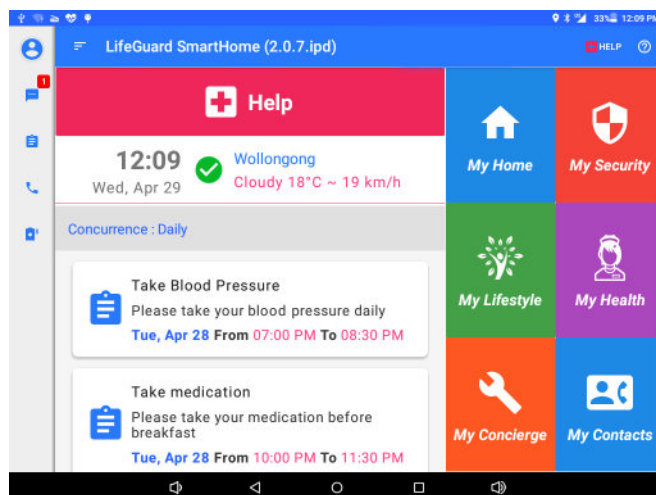 33% 12:09 PM
LifeGuard SmartHome (2.0.7.ipd)
HELP
1
Help
12:09
Wed, Apr 29
Wollongong
Cloudy 18°C ~ 19 km/h
Concurrence : Daily
Take Blood Pressure
Please take your blood pressure daily
Tue, Apr 28 From 07:00 PM To 08:30 PM
Take medication
Please take your medication before
breakfast
Tue, Apr 28 From 10:00 PM To 11:30 PM
My Home
My Security
My Lifestyle
My Health
My Concierge
My Contacts